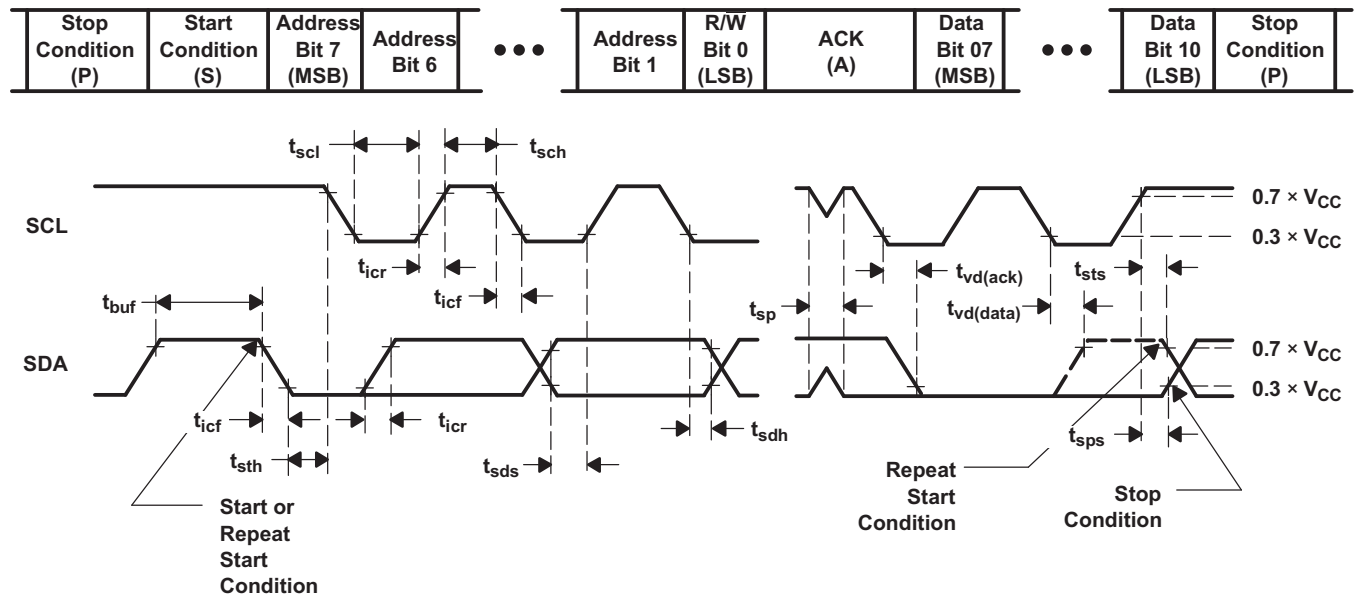 Stop
Condition
(P)
Start
Condition
(S)
Address
Bit 7
(MSB)
Address
Bit 6
•••
Address
Bit 1
R/W̅
Bit 0
(LSB)
ACK
(A)
Data
Bit 07
(MSB)
•••
Data
Bit 10
(LSB)
Stop
Condition
(P)
tscl
tsch
SCL
0.7 × VCC
0.3 × VCC
ticr
ticf
tbuf
tsp
tvd(ack)
tsts
tvd(data)
SDA
0.7 × VCC
0.3 × VCC
ticf
ticr
tsth
tsds
tsdh
tsps
Start or
Repeat
Start
Condition
Repeat
Start
Condition
Stop
Condition